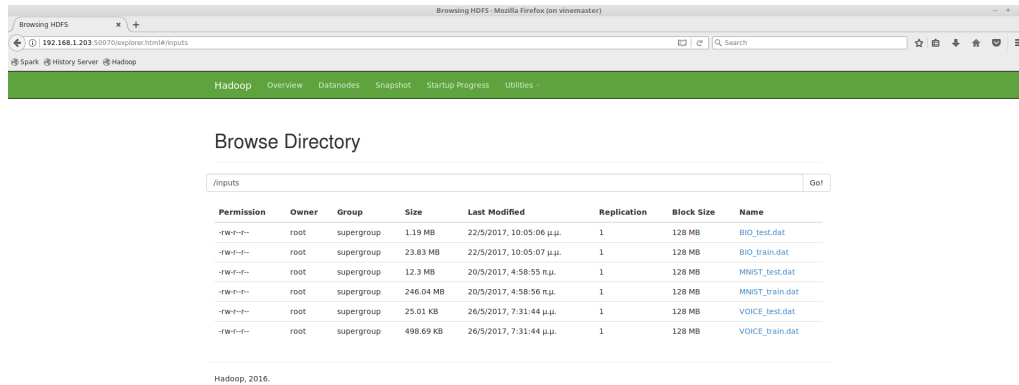 Browsing HDFS - Mozilla Firefox (on vinemaster)
Browsing HDFS
192.168.1.203:50070/explorer.html#/inputs
Search
Spark History Server Hadoop
Hadoop Overview Datanodes Snapshot Startup Progress Utilities
Browse Directory
/inputs Go!
Permission Owner Group Size Last Modified Replication Block Size Name
-rw-r--r-- root supergroup 1.19 MB 22/5/2017, 10:05:06 μ.μ. 1 128 MB BIO_test.dat
-rw-r--r-- root supergroup 23.83 MB 22/5/2017, 10:05:07 μ.μ. 1 128 MB BIO_train.dat
-rw-r--r-- root supergroup 12.3 MB 20/5/2017, 4:58:55 π.μ. 1 128 MB MNIST_test.dat
-rw-r--r-- root supergroup 246.04 MB 20/5/2017, 4:58:56 π.μ. 1 128 MB MNIST_train.dat
-rw-r--r-- root supergroup 25.01 KB 26/5/2017, 7:31:44 μ.μ. 1 128 MB VOICE_test.dat
-rw-r--r-- root supergroup 498.69 KB 26/5/2017, 7:31:44 μ.μ. 1 128 MB VOICE_train.dat
Hadoop, 2016.